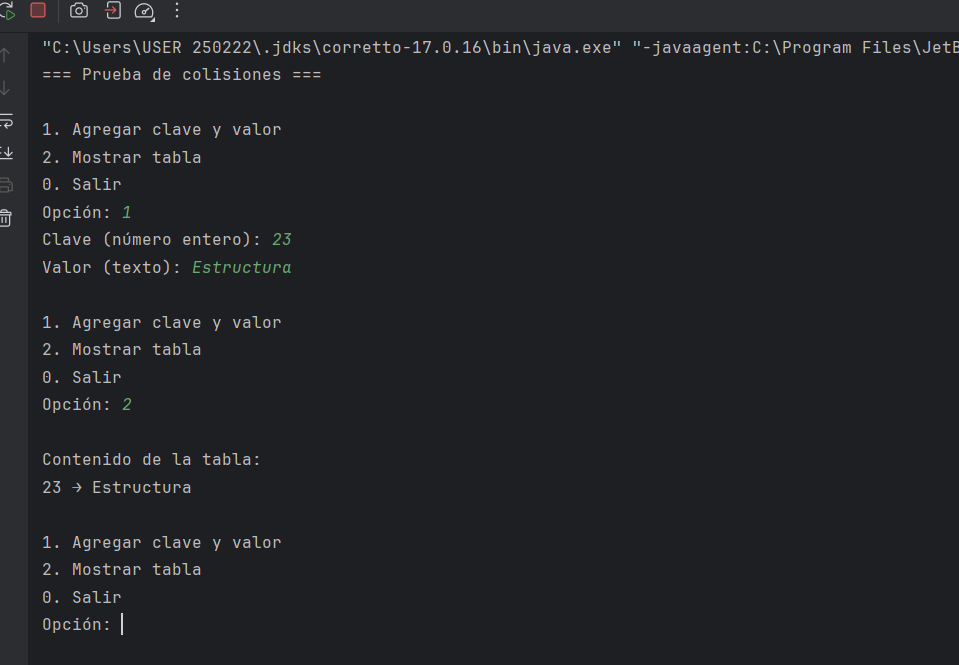 "C:\Users\USER 250222\.jdks\corretto-17.0.16\bin\java.exe" "-javaagent:C:\Program Files\JetB
=== Prueba de colisiones ===
1. Agregar clave y valor
2. Mostrar tabla
0. Salir
Opción: 1
Clave (número entero): 23
Valor (texto): Estructura
1. Agregar clave y valor
2. Mostrar tabla
0. Salir
Opción: 2
Contenido de la tabla:
23 → Estructura
1. Agregar clave y valor
2. Mostrar tabla
0. Salir
Opción: